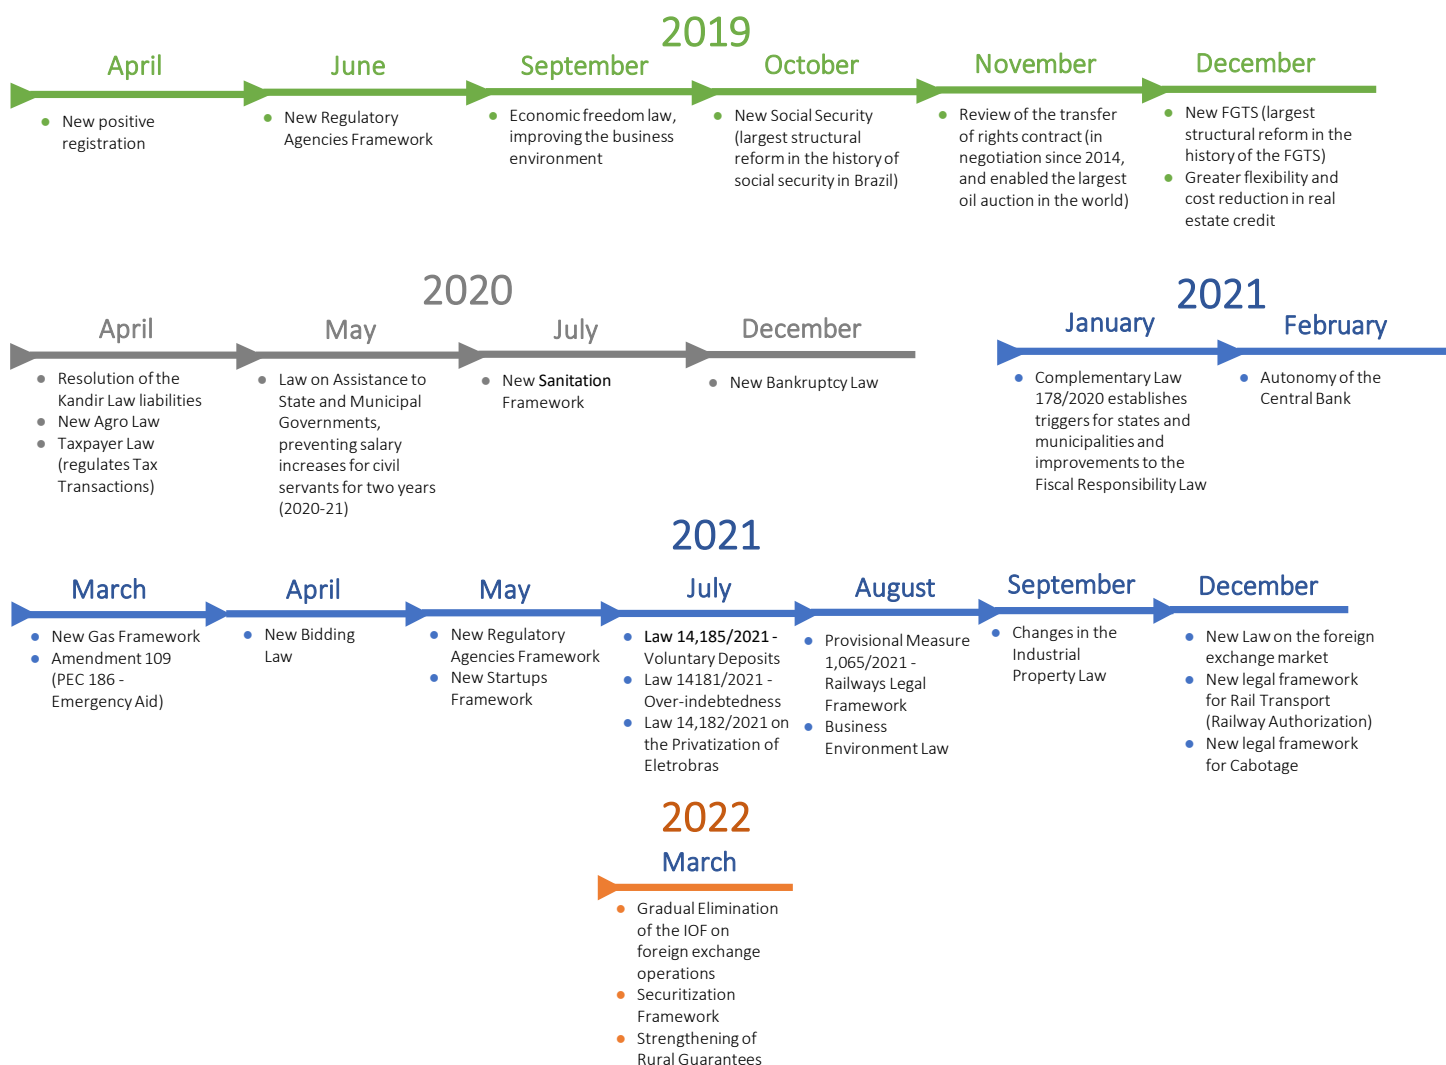 2019
April
New positive
registration
June
New Regulatory
Agencies Framework
September
Economic freedom law,
improving the business
environment
October
New Social Security
(largest structural
reform in the history of
social security in Brazil)
November
Review of the transfer
of rights contract (in
negotiation since 2014,
and enabled the largest
oil auction in the world)
December
New FGTS (largest
structural reform in the
history of the FGTS)
Greater flexibility and
cost reduction in real
estate credit
2020
April
Resolution of the
Kandir Law liabilities
New Agro Law
Taxpayer Law
(regulates Tax
Transactions)
May
Law on Assistance to
State and Municipal
Governments,
preventing salary
increases for civil
servants for two years
(2020-21)
July
New Sanitation
Framework
December
New Bankruptcy Law
2021
January
Complementary Law
178/2020 establishes
triggers for states and
municipalities and
improvements to the
Fiscal Responsibility Law
February
Autonomy of the
Central Bank
2021
March
New Gas Framework
Amendment 109
(PEC 186 -
Emergency Aid)
April
New Bidding
Law
May
New Regulatory
Agencies Framework
New Startups
Framework
July
Law 14,185/2021 -
Voluntary Deposits
Law 14181/2021 -
Over-indebtedness
Law 14,182/2021 on
the Privatization of
Eletrobras
August
Provisional Measure
1,065/2021 -
Railways Legal
Framework
Business
Environment Law
September
Changes in the
Industrial
Property Law
December
New Law on the foreign
exchange market
New legal framework
for Rail Transport
(Railway Authorization)
New legal framework
for Cabotage
2022
March
Gradual Elimination
of the IOF on
foreign exchange
operations
Securitization
Framework
Strengthening of
Rural Guarantees